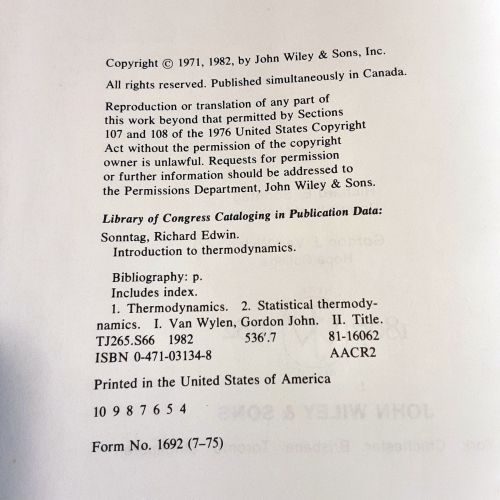 Copyright © 1971, 1982, by John Wiley & Sons, Inc.
All rights reserved. Published simultaneously in Canada.
Reproduction or translation of any part of
this work beyond that permitted by Sections
107 and 108 of the 1976 United States Copyright
Act without the permission of the copyright
owner is unlawful. Requests for permission
or further information should be addressed to
the Permissions Department, John Wiley & Sons.
Library of Congress Cataloging in Publication Data:
Sonntag, Richard Edwin.
Introduction to thermodynamics.
Bibliography: p.
Includes index.
1. Thermodynamics. 2. Statistical thermody-
namics. I. Van Wylen, Gordon John. II. Title.
TJ265.S66 1982 536'.7 81-16062
ISBN 0-471-03134-8 AACR2
Printed in the United States of America
10 9 8 7 6 5 4
Form No. 1692 (7-75)
JOHN WILEY & SONS